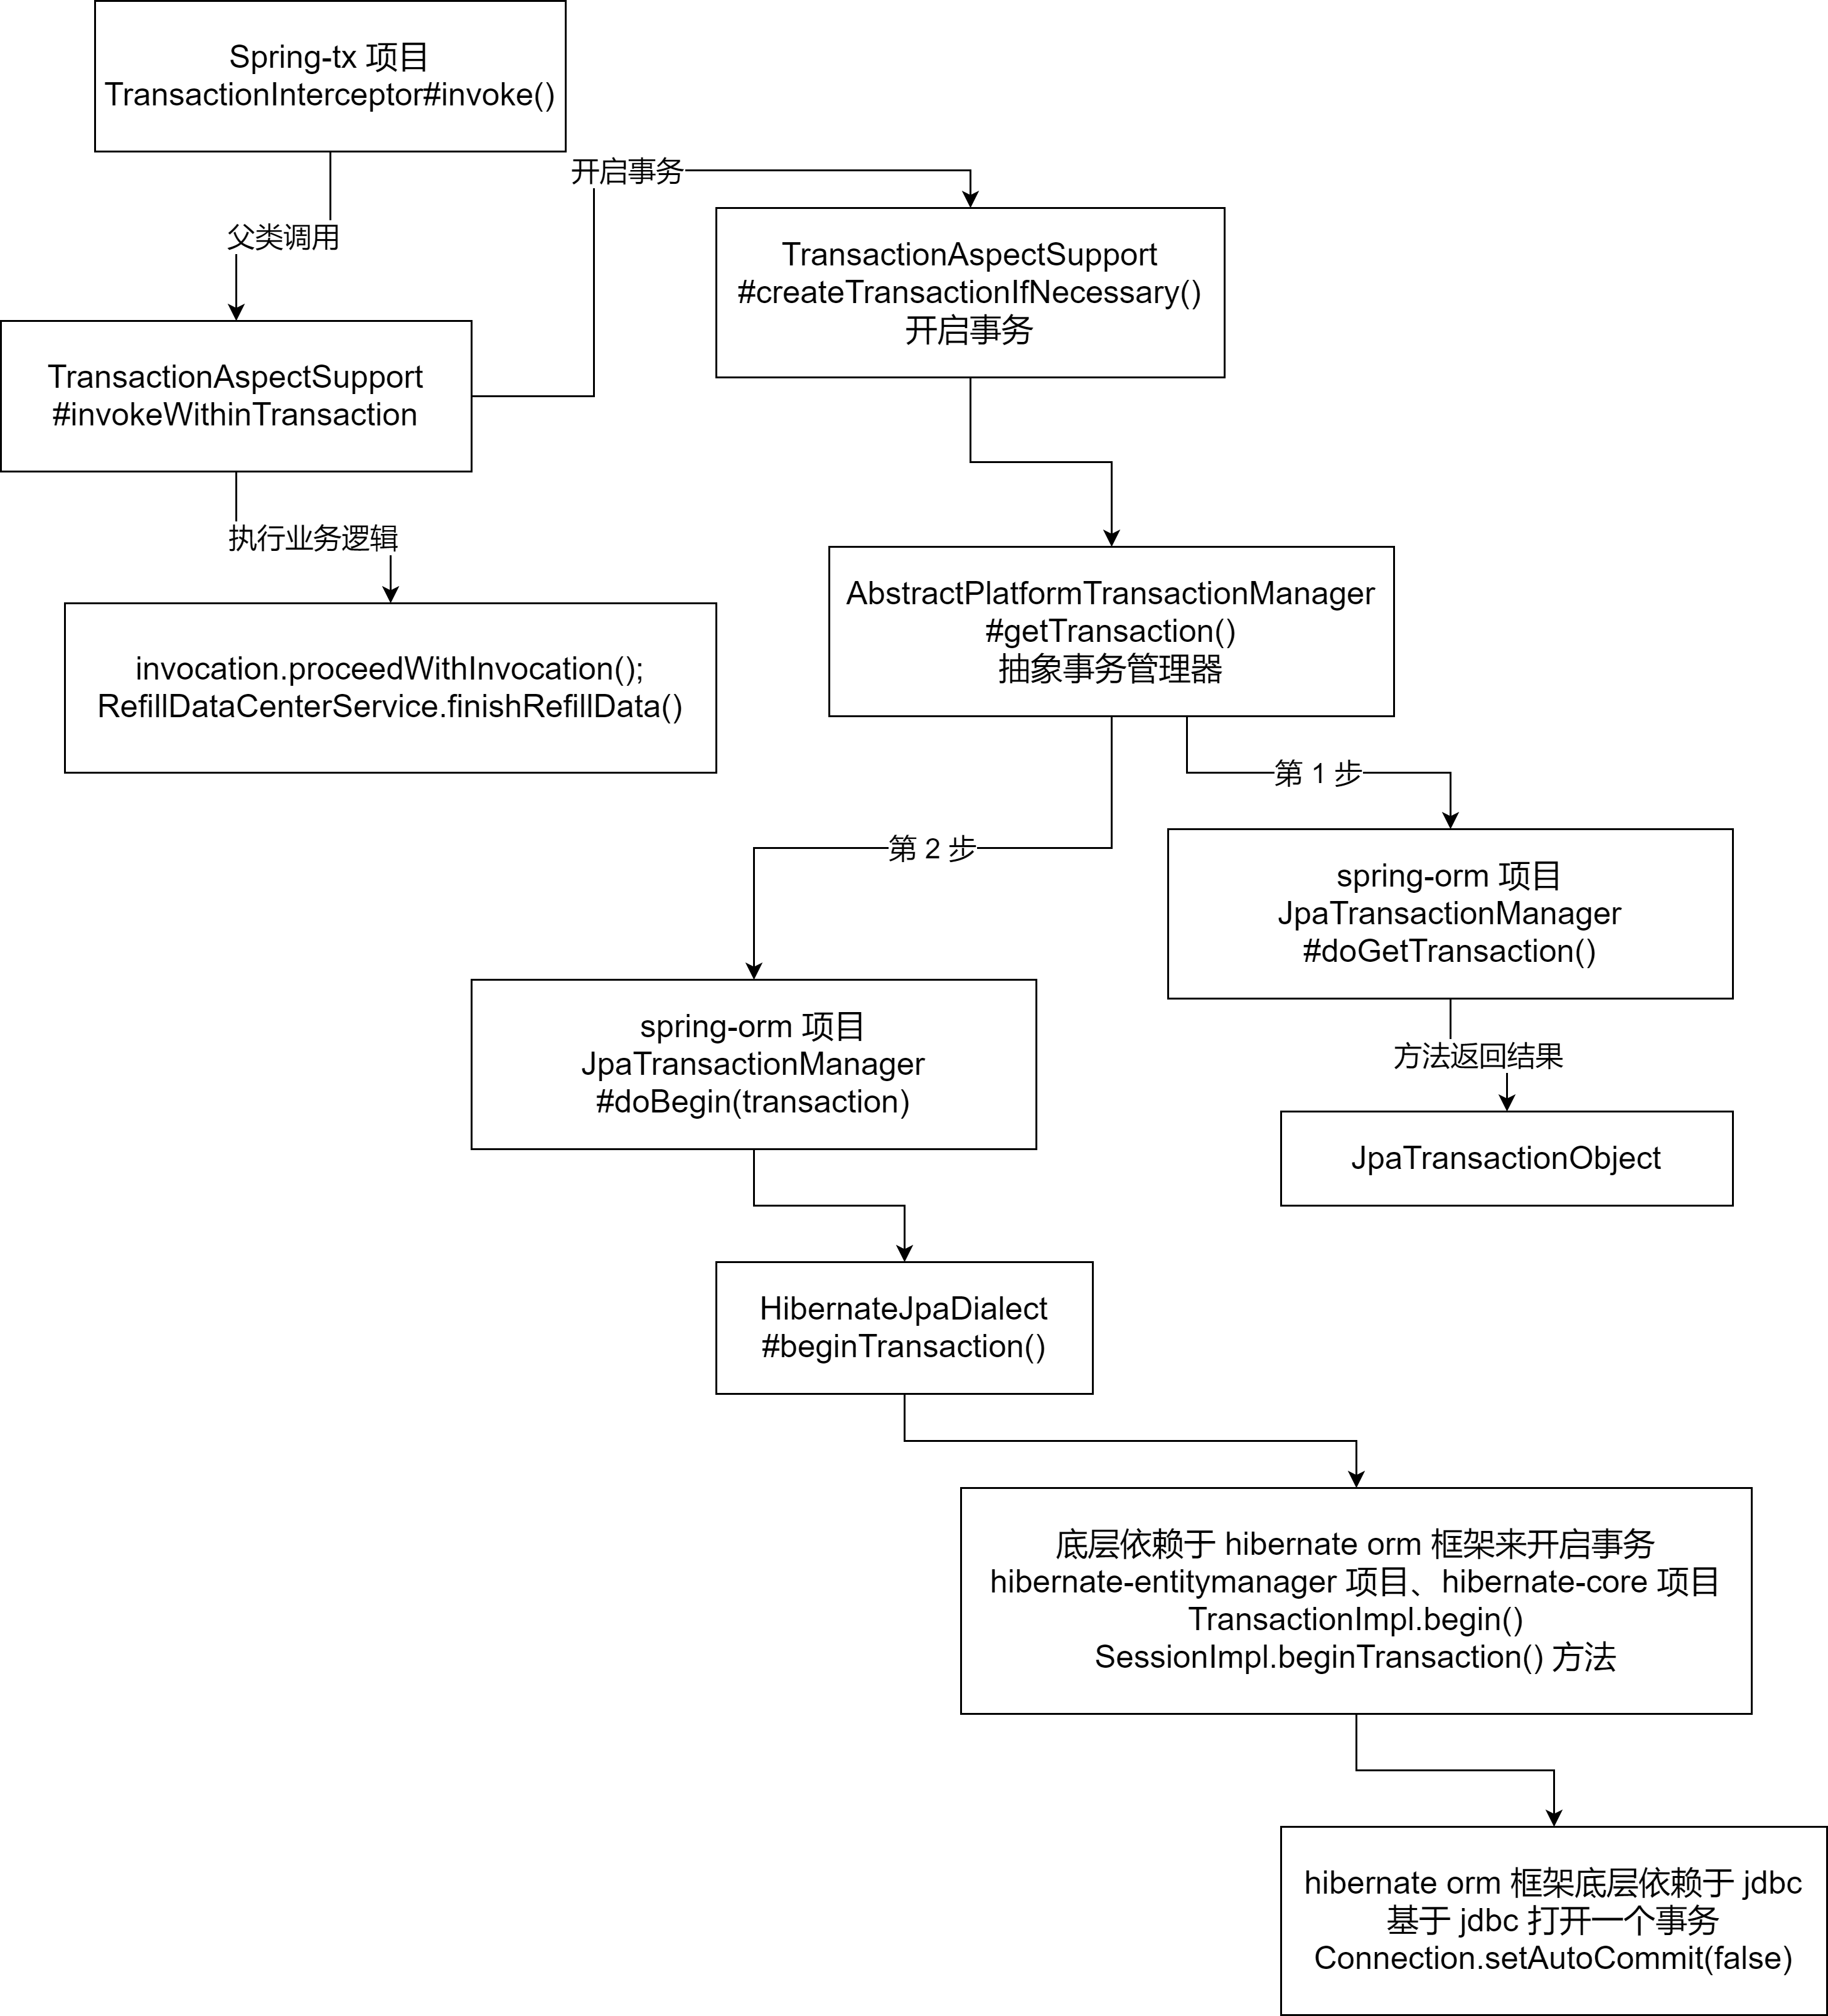 Spring-tx 项目
TransactionInterceptor#invoke()
开启事务
父类调用
TransactionAspectSupport
#createTransactionIfNecessary()
开启事务
TransactionAspectSupport
#invokeWithinTransaction
执行业务逻辑
invocation.proceedWithInvocation();
RefillDataCenterService.finishRefillData()
AbstractPlatformTransactionManager
#getTransaction()
抽象事务管理器
第 1 步
第 2 步
spring-orm 项目
JpaTransactionManager
#doGetTransaction()
方法返回结果
JpaTransactionObject
spring-orm 项目
JpaTransactionManager
#doBegin(transaction)
HibernateJpaDialect
#beginTransaction()
底层依赖于 hibernate orm 框架来开启事务
hibernate-entitymanager 项目、hibernate-core 项目
TransactionImpl.begin()
SessionImpl.beginTransaction() 方法
hibernate orm 框架底层依赖于 jdbc
基于 jdbc 打开一个事务
Connection.setAutoCommit(false)